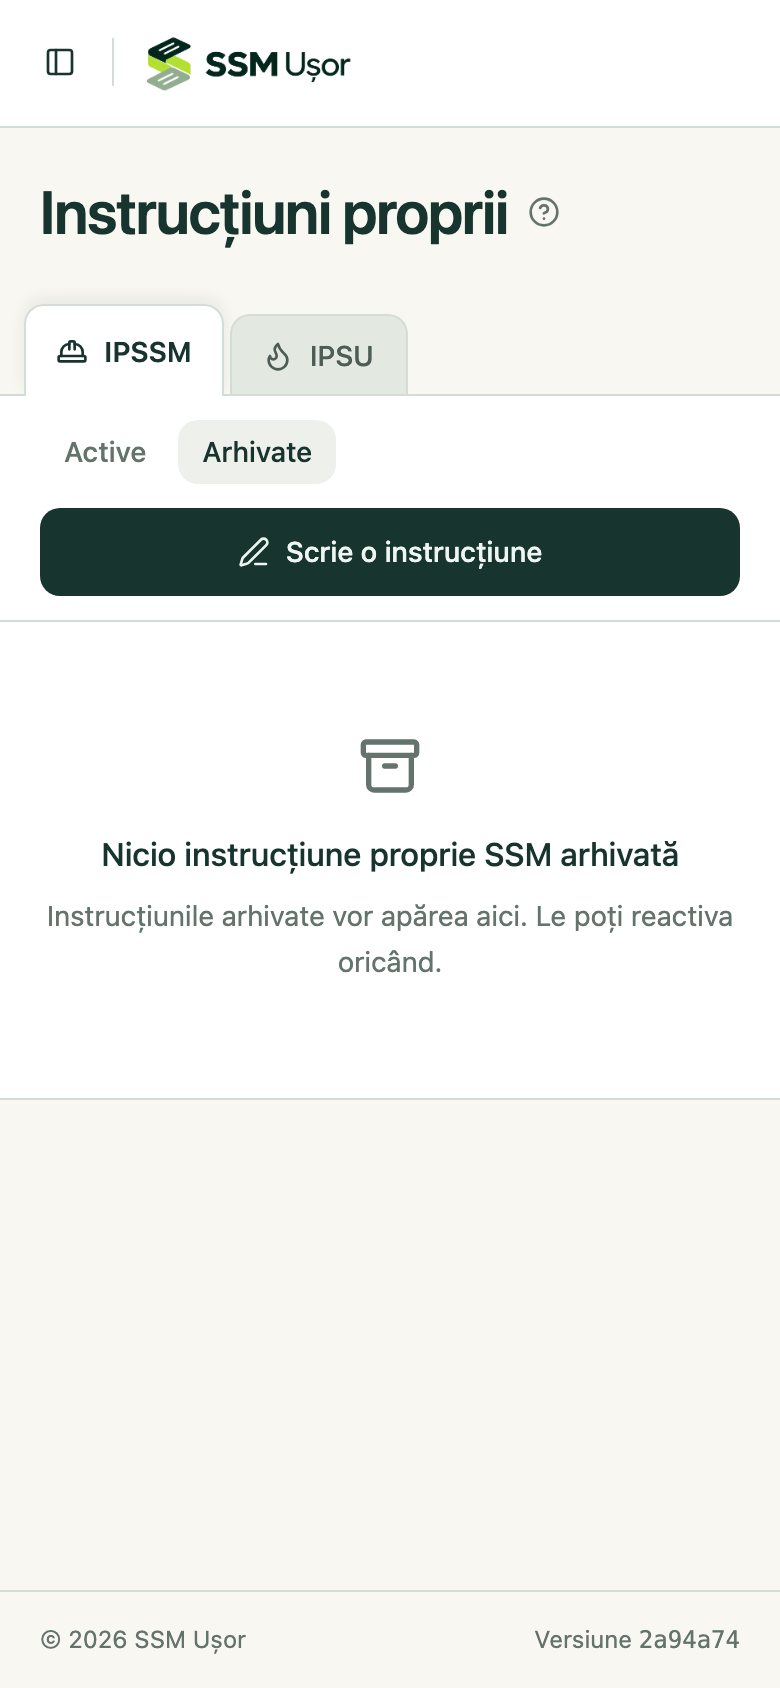 SSM Ușor
Instrucțiuni proprii
IPSSM
IPSU
Active
Arhivate
Scrie o instrucțiune
Nicio instrucțiune proprie SSM arhivată
Instrucțiunile arhivate vor apărea aici. Le poți reactiva
oricând.
© 2026 SSM Ușor
Versiune 2a94a74